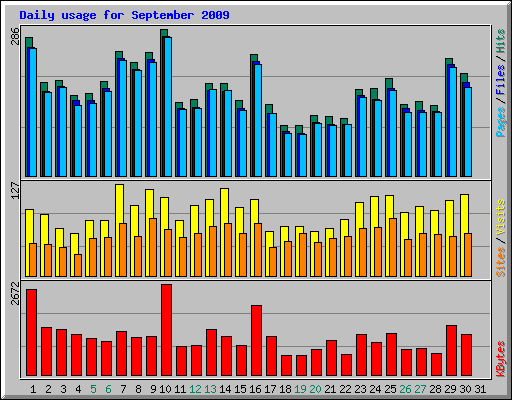 Daily usage for September 2009
286
Pages / Files / Hits
127
Sites / Visits
2672
KBytes
1 2 3 4 5 6 7 8 9 10 11 12 13 14 15 16 17 18 19 20 21 22 23 24 25 26 27 28 29 30 31